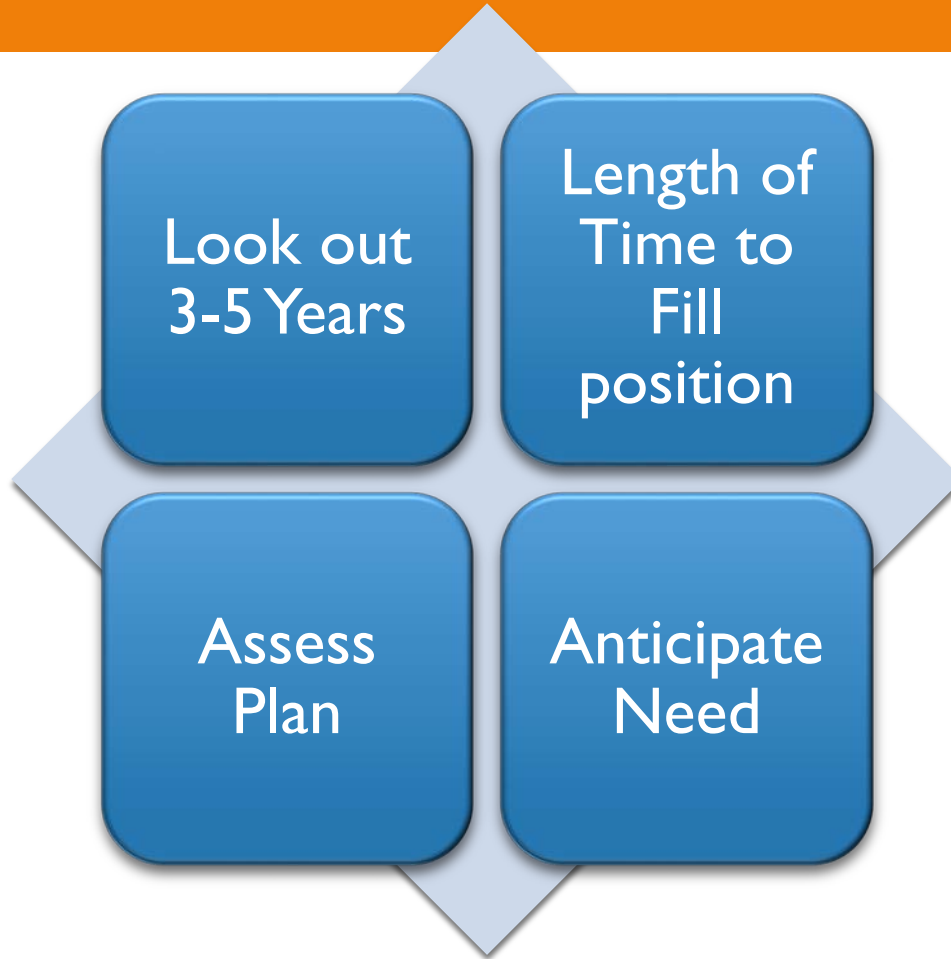 Look out
3-5 Years
Length of
Time to
Fill
position
Assess
Plan
Anticipate
Need